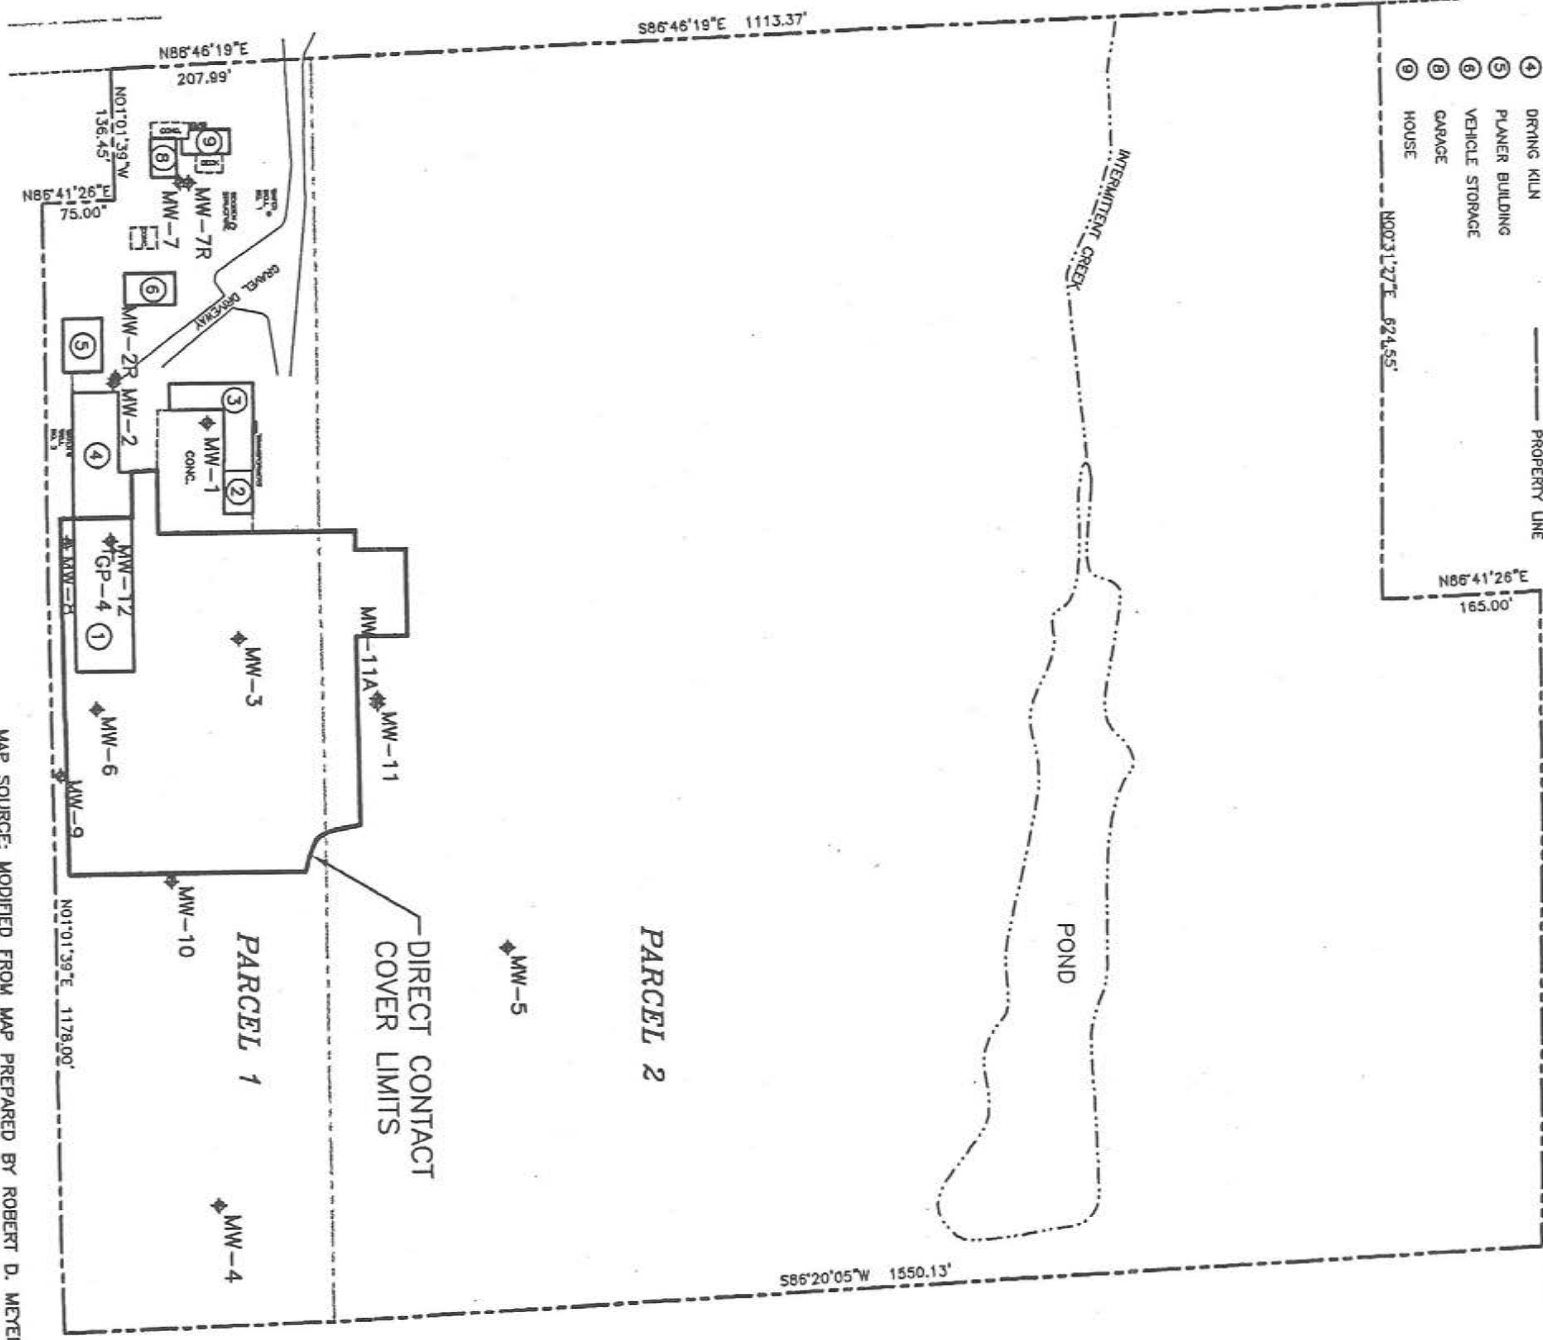 ④ DRYING KILN
⑤ PLANER BUILDING
⑥ VEHICLE STORAGE
⑧ GARAGE
⑨ HOUSE
PROPERTY LINE
S86°46'19"E 1113.37'
N86°46'19"E
207.99'
N01°01'39"W
136.45'
N86°41'26"E
75.00'
N00°31'27"E 624.55'
N86°41'26"E
165.00'
INTERMITTENT CREEK
GRAVEL DRIVEWAY
⑨
⑧
MW-7R
MW-7
⑥
MW-2R
MW-2
⑤
③
MW-1
CONC.
②
④
MW-12
GP-4
MW-8
①
MW-3
MW-11A
MW-11
MW-6
MW-9
MW-10
MW-5
MW-4
POND
PARCEL 2
PARCEL 1
DIRECT CONTACT
COVER LIMITS
N01°01'39"E 1178.00'
S86°20'05"W 1550.13'
MAP SOURCE: MODIFIED FROM MAP PREPARED BY ROBERT D. MEYE